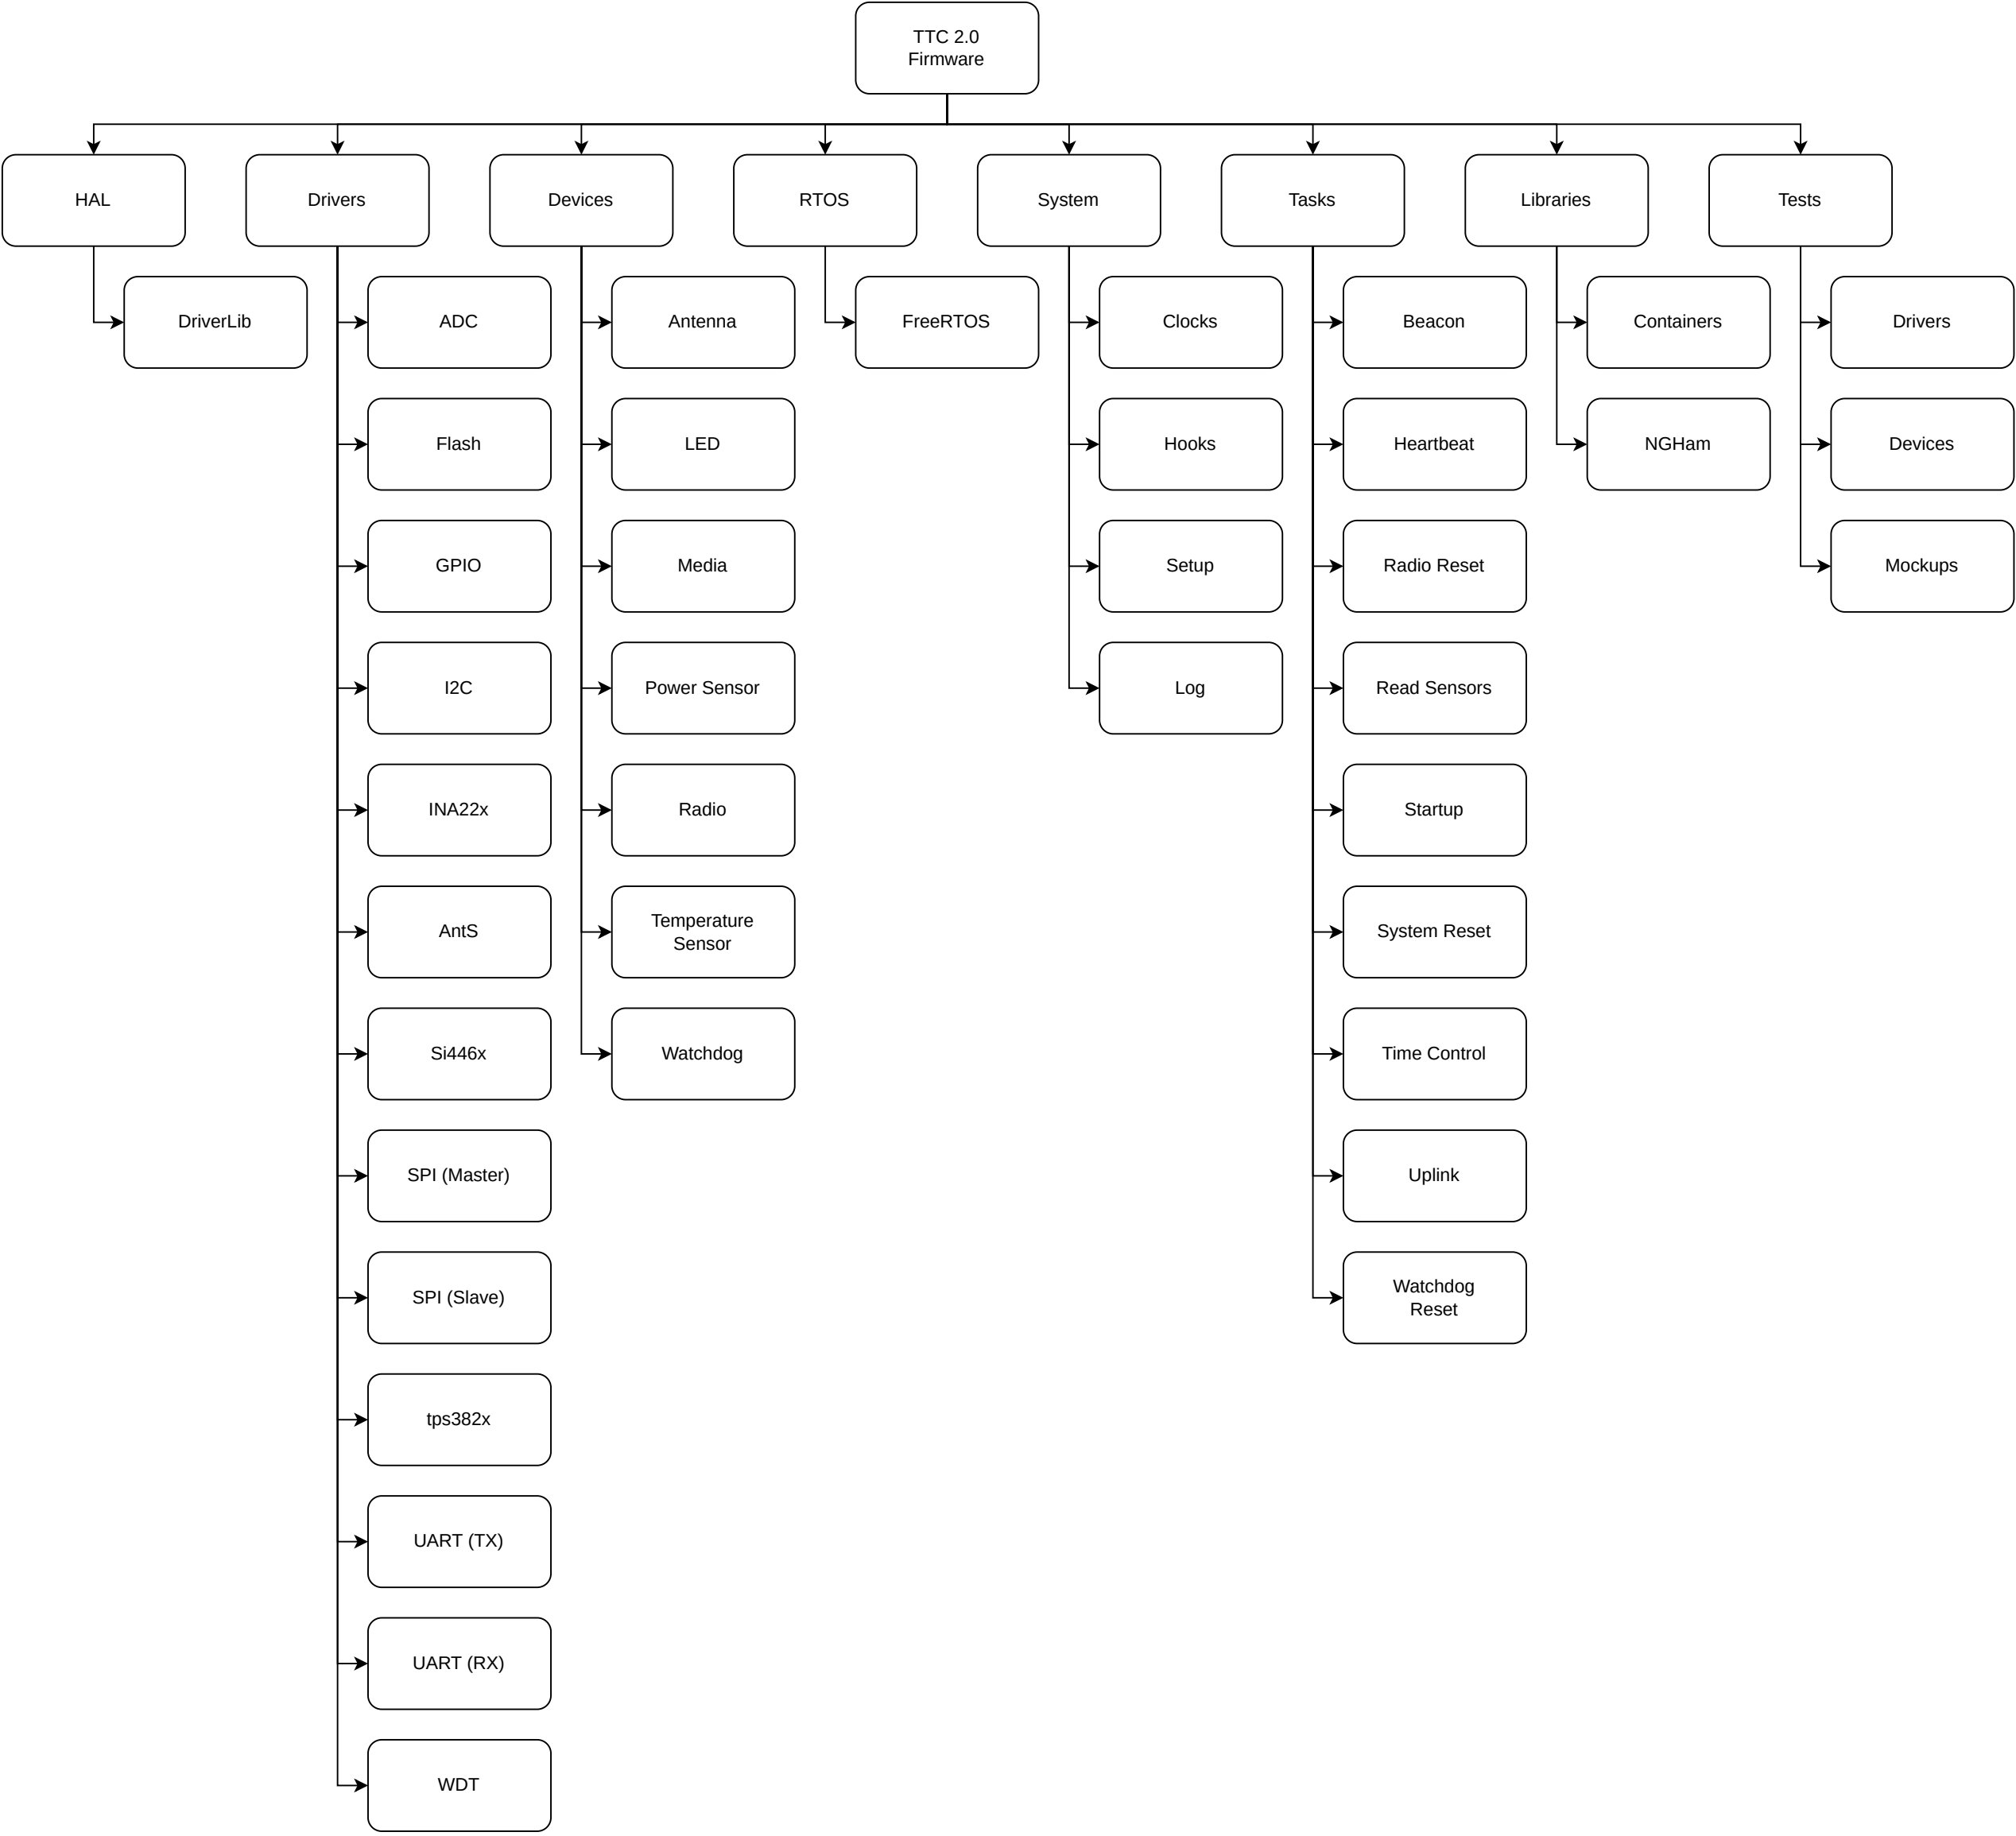 TTC 2.0
Firmware
HAL
Drivers
Devices
RTOS
System
Tasks
Libraries
Tests
DriverLib
ADC
Flash
GPIO
I2C
INA22x
AntS
Si446x
SPI (Master)
SPI (Slave)
tps382x
UART (TX)
UART (RX)
WDT
Antenna
LED
Media
Power Sensor
Radio
Temperature
Sensor
Watchdog
FreeRTOS
Clocks
Hooks
Setup
Log
Beacon
Heartbeat
Radio Reset
Read Sensors
Startup
System Reset
Time Control
Uplink
Watchdog
Reset
Containers
NGHam
Drivers
Devices
Mockups